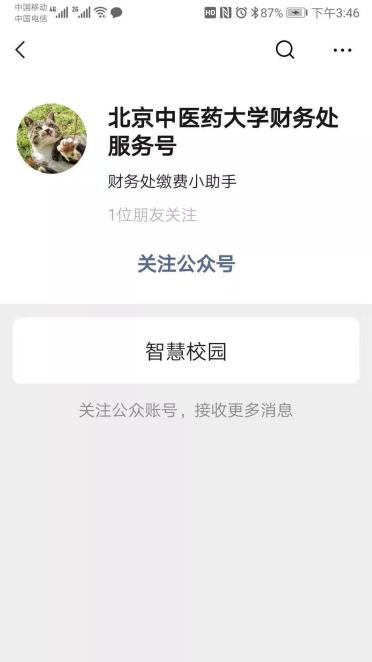 中国移动 4G 2G HD 87% 下午3:46
中国电信
北京中医药大学财务处
服务号
财务处缴费小助手
1位朋友关注
关注公众号
智慧校园
关注公众账号，接收更多消息